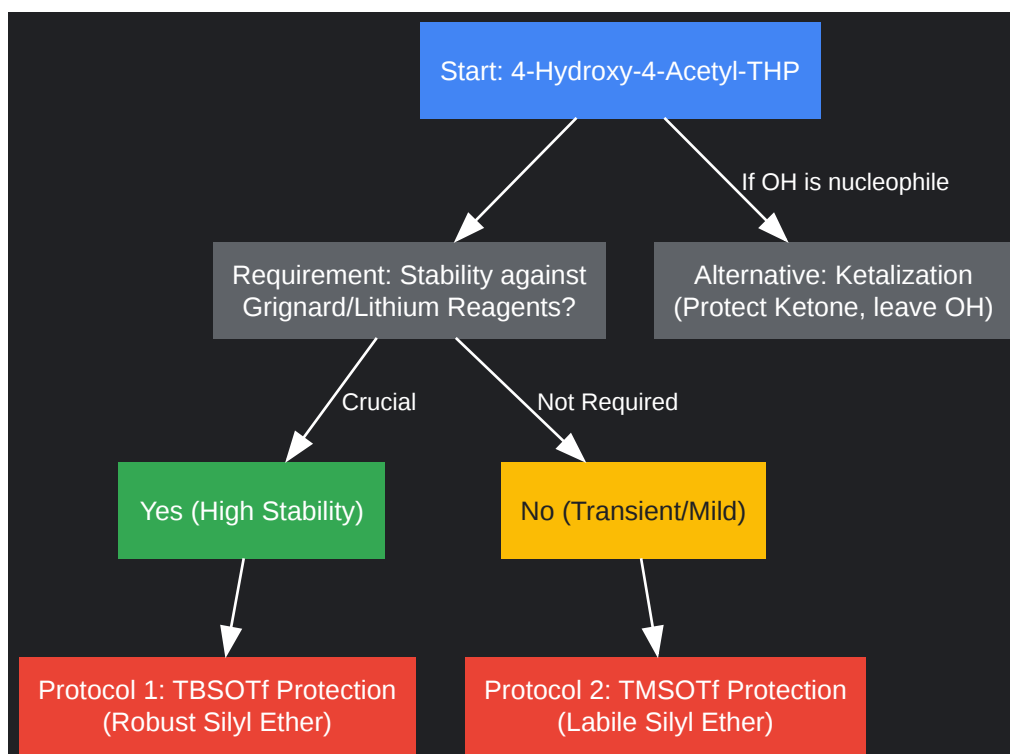 Start: 4-Hydroxy-4-Acetyl-THP
If OH is nucleophile
Requirement: Stability against
Grignard/Lithium Reagents?
Alternative: Ketalization
(Protect Ketone, leave OH)
Crucial
Not Required
Yes (High Stability)
No (Transient/Mild)
Protocol 1: TBSOTf Protection
(Robust Silyl Ether)
Protocol 2: TMSOTf Protection
(Labile Silyl Ether)